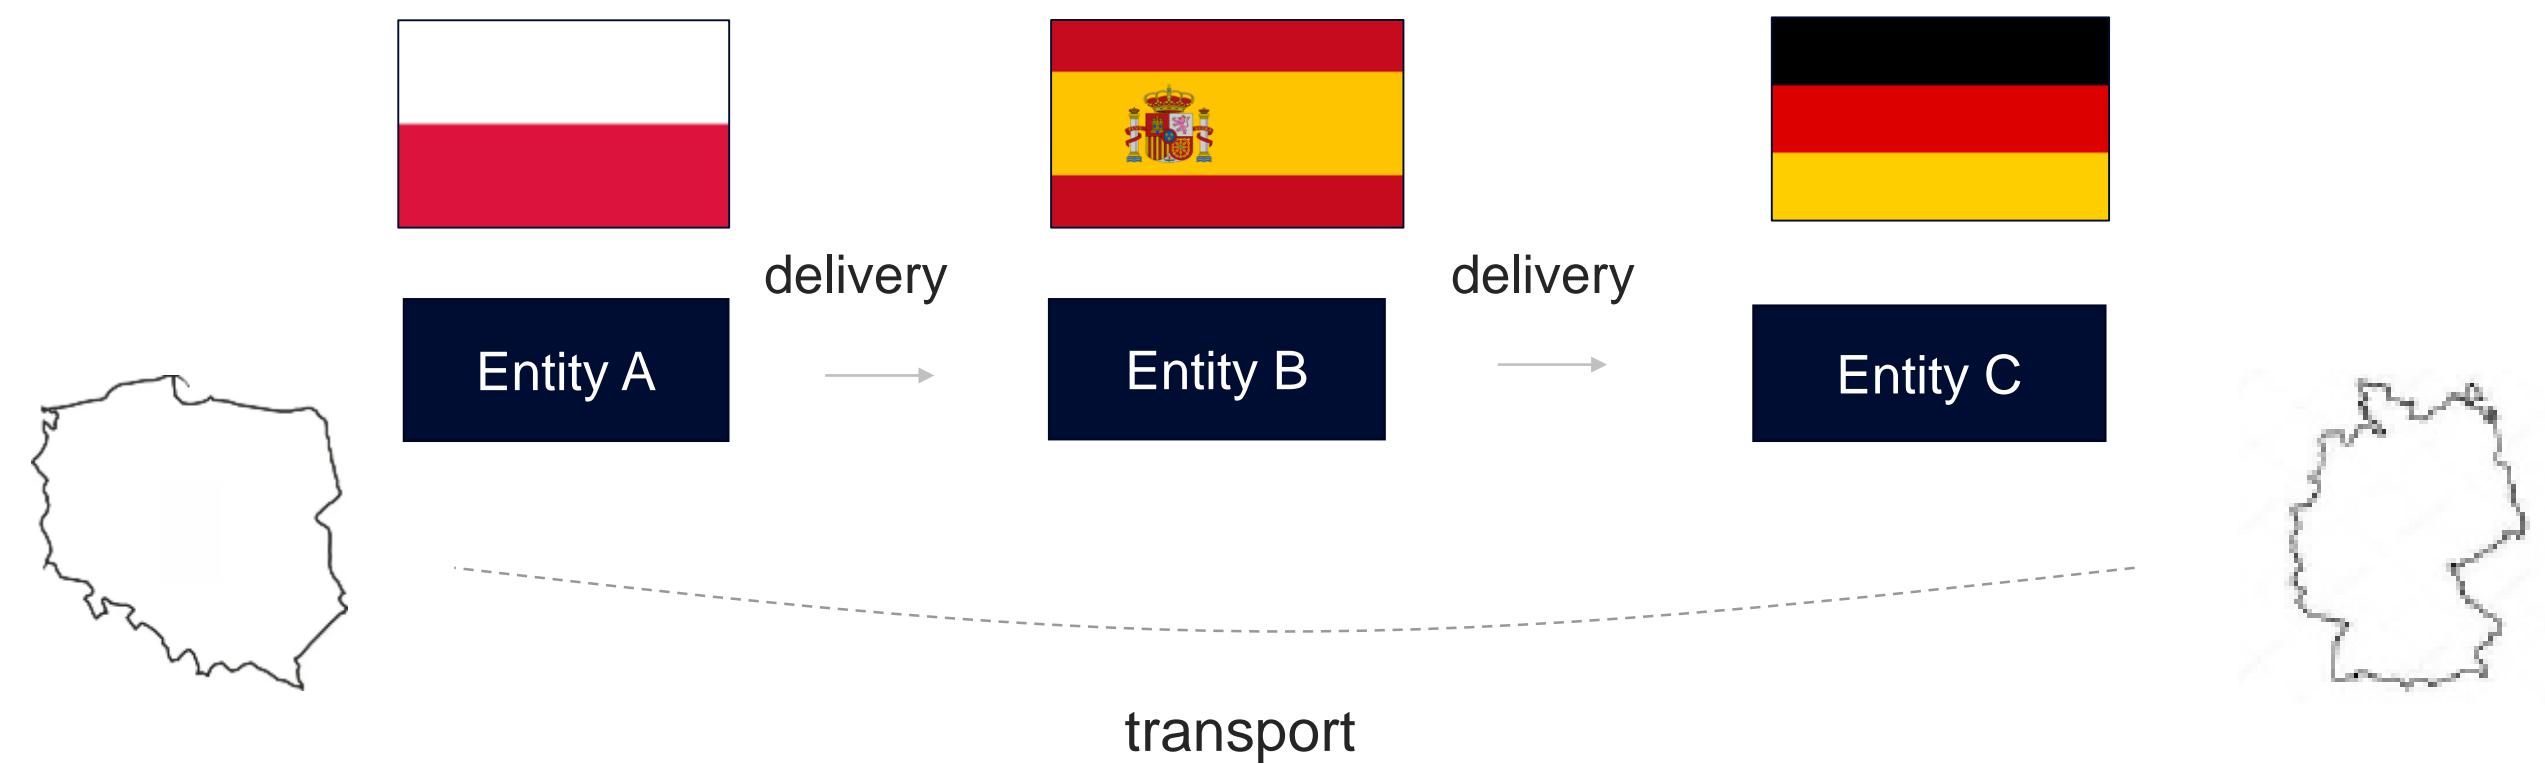 delivery
delivery
Entity A
Entity B
Entity C
transport